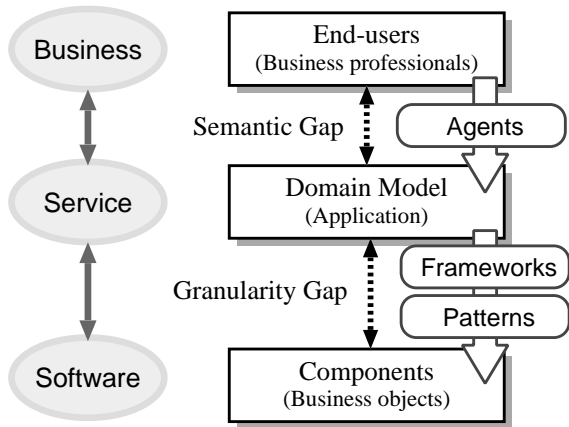 Business
End-users
(Business professionals)
Semantic Gap
Agents
Service
Domain Model
(Application)
Frameworks
Granularity Gap
Patterns
Software
Components
(Business objects)